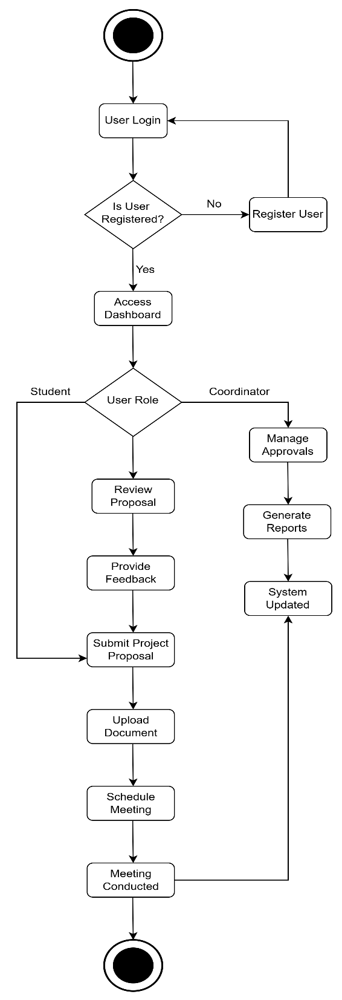 User Login
Is User
Registered?
No
Register User
Yes
Access
Dashboard
Student
User Role
Coordinator
Manage
Approvals
Review
Proposal
Generate
Reports
Provide
Feedback
System
Updated
Submit Project
Proposal
Upload
Document
Schedule
Meeting
Meeting
Conducted